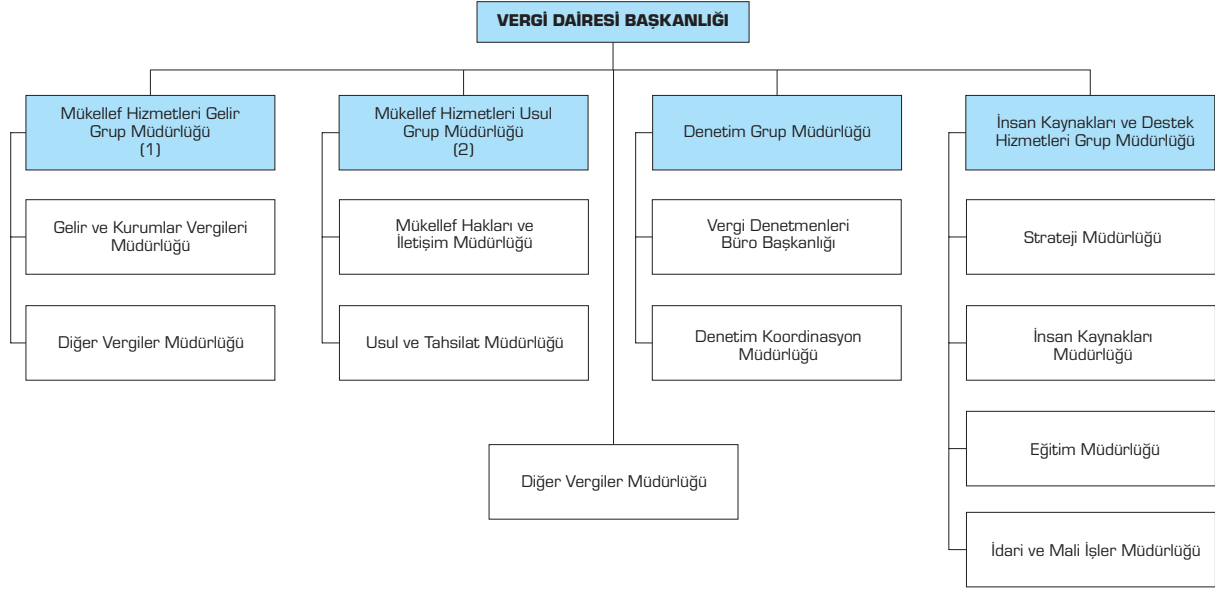 VERGİ DAİRESİ BAŞKANLIĞI
Mükellef Hizmetleri Gelir
Grup Müdürlüğü
(1)
Gelir ve Kurumlar Vergileri
Müdürlüğü
Diğer Vergiler Müdürlüğü
Mükellef Hizmetleri Usul
Grup Müdürlüğü
(2)
Mükellef Hakları ve
İletişim Müdürlüğü
Usul ve Tahsilat Müdürlüğü
Denetim Grup Müdürlüğü
Vergi Denetmenleri
Büro Başkanlığı
Denetim Koordinasyon
Müdürlüğü
Diğer Vergiler Müdürlüğü
İnsan Kaynakları ve Destek
Hizmetleri Grup Müdürlüğü
Strateji Müdürlüğü
İnsan Kaynakları
Müdürlüğü
Eğitim Müdürlüğü
İdari ve Mali İşler Müdürlüğü